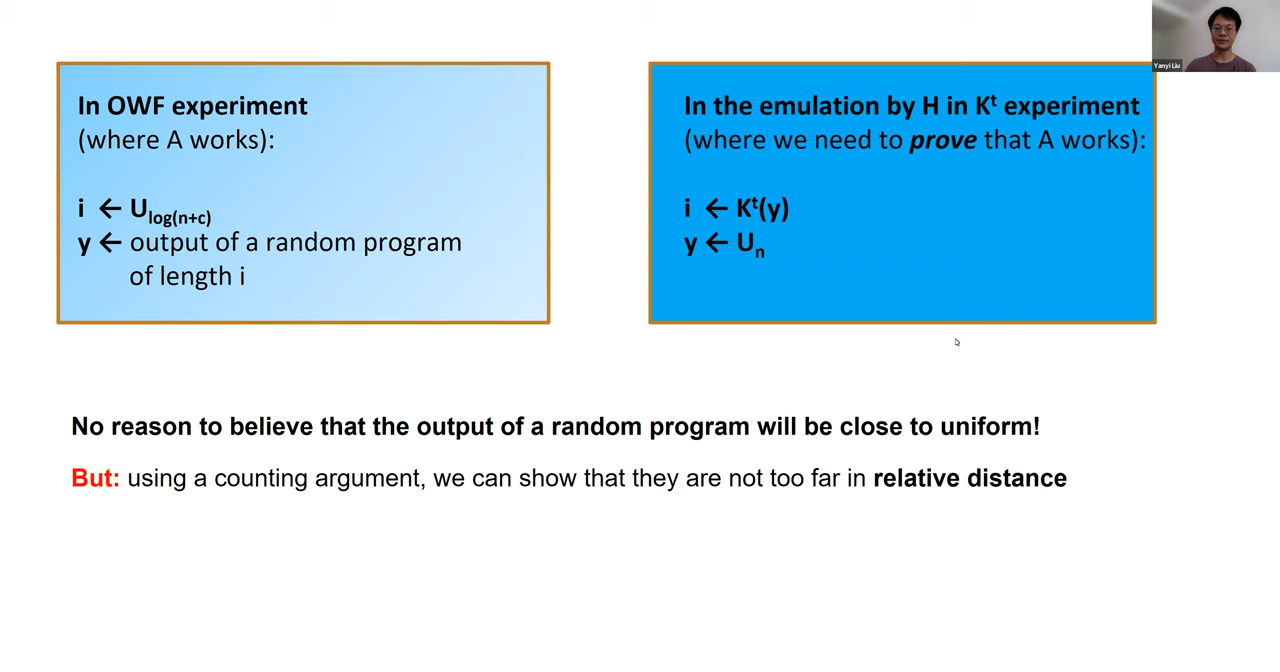 In OWF experiment
(where A works):
i ← U_log(n+c)
y ← output of a random program
of length i
In the emulation by H in Kᵗ experiment
(where we need to prove that A works):
i ← Kᵗ(y)
y ← Uₙ
No reason to believe that the output of a random program will be close to uniform!
But: using a counting argument, we can show that they are not too far in relative distance
Yanyi Liu